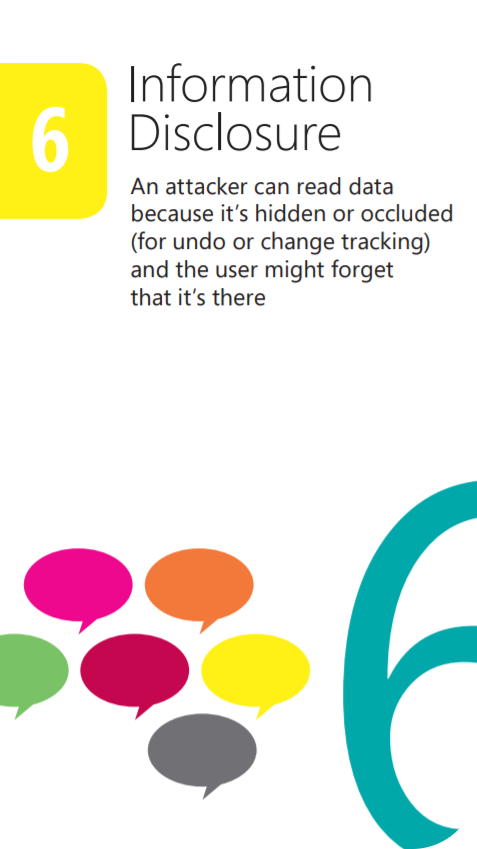 6
Information
Disclosure
An attacker can read data
because it’s hidden or occluded
(for undo or change tracking)
and the user might forget
that it’s there
6